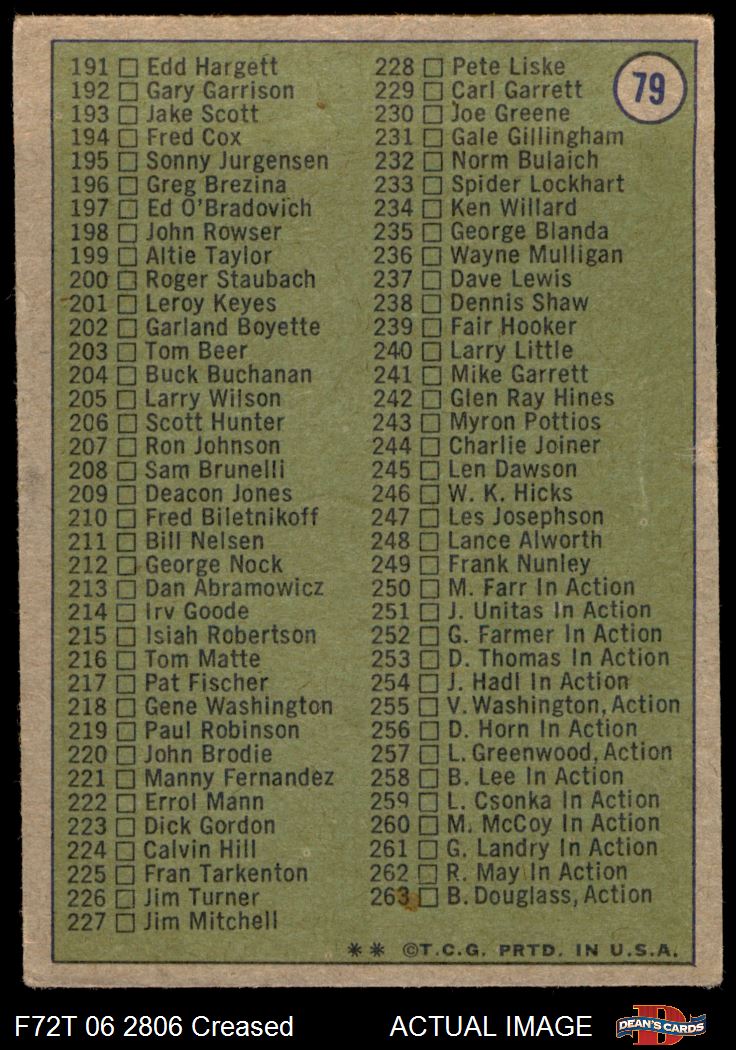 79
191 Edd Hargett
192 Gary Garrison
193 Jake Scott
194 Fred Cox
195 Sonny Jurgensen
196 Greg Brezina
197 Ed O'Bradovich
198 John Rowser
199 Altie Taylor
200 Roger Staubach
201 Leroy Keyes
202 Garland Boyette
203 Tom Beer
204 Buck Buchanan
205 Larry Wilson
206 Scott Hunter
207 Ron Johnson
208 Sam Brunelli
209 Deacon Jones
210 Fred Biletnikoff
211 Bill Nelsen
212 George Nock
213 Dan Abramowicz
214 Irv Goode
215 Isiah Robertson
216 Tom Matte
217 Pat Fischer
218 Gene Washington
219 Paul Robinson
220 John Brodie
221 Manny Fernandez
222 Errol Mann
223 Dick Gordon
224 Calvin Hill
225 Fran Tarkenton
226 Jim Turner
227 Jim Mitchell
228 Pete Liske
229 Carl Garrett
230 Joe Greene
231 Gale Gillingham
232 Norm Bulaich
233 Spider Lockhart
234 Ken Willard
235 George Blanda
236 Wayne Mulligan
237 Dave Lewis
238 Dennis Shaw
239 Fair Hooker
240 Larry Little
241 Mike Garrett
242 Glen Ray Hines
243 Myron Pottios
244 Charlie Joiner
245 Len Dawson
246 W. K. Hicks
247 Les Josephson
248 Lance Alworth
249 Frank Nunley
250 M. Farr In Action
251 J. Unitas In Action
252 G. Farmer In Action
253 D. Thomas In Action
254 J. Hadl In Action
255 V. Washington, Action
256 D. Horn In Action
257 L. Greenwood, Action
258 B. Lee In Action
259 L. Csonka In Action
260 M. McCoy In Action
261 G. Landry In Action
262 R. May In Action
263 B. Douglass, Action
** ©T.C.G. PRTD. IN U.S.A.
F72T 06 2806 Creased
ACTUAL IMAGE
D
DEAN'S CARDS